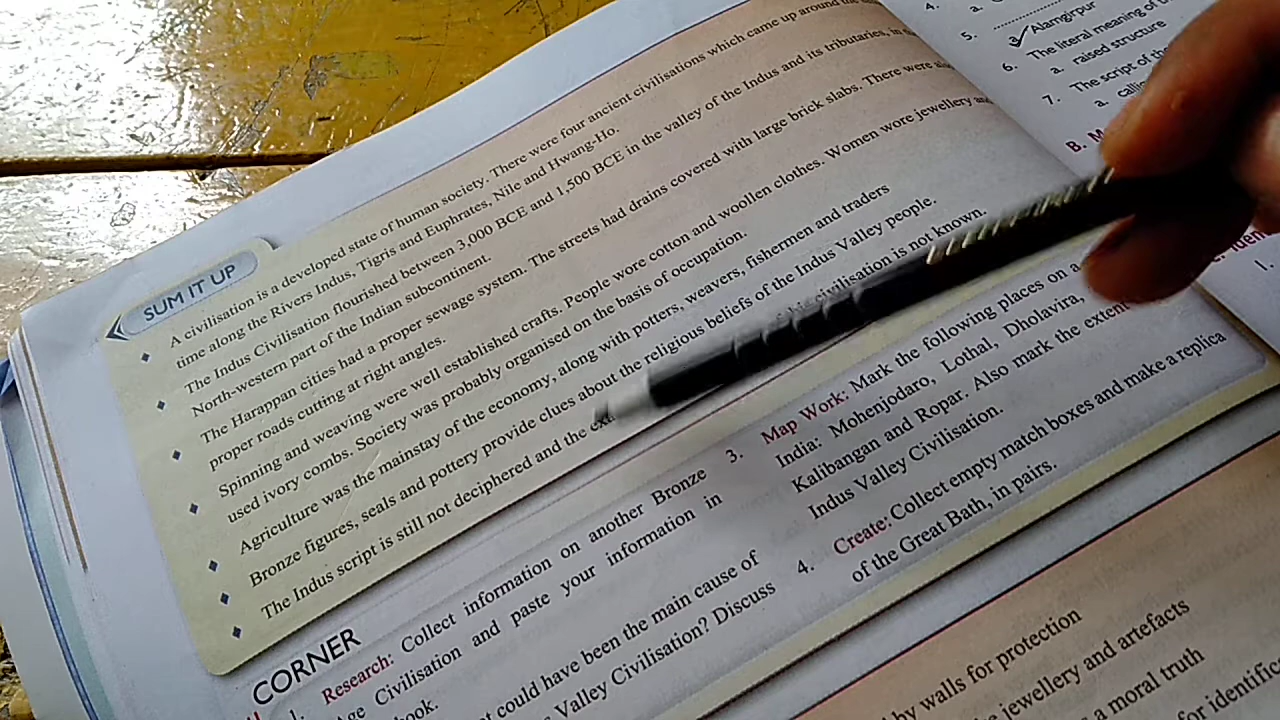 SUM IT UP
A civilisation is a developed state of human society. There were four ancient civilisations which came up around the
time along the Rivers Indus, Tigris and Euphrates, Nile and Hwang-Ho.
The Indus Civilisation flourished between 3,000 BCE and 1,500 BCE in the valley of the Indus and its tributaries, in
North-western part of the Indian subcontinent.
The Harappan cities had a proper sewage system. The streets had drains covered with large brick slabs. There were
proper roads cutting at right angles.
Spinning and weaving were well established crafts. People wore cotton and woollen clothes. Women wore jewellery
used ivory combs. Society was probably organised on the basis of occupation.
Agriculture was the mainstay of the economy, along with potters, weavers, fishermen and traders
Bronze figures, seals and pottery provide clues about the religious beliefs of the Indus Valley people.
The Indus script is still not deciphered and the civilisation is not known.
CORNER
1. Research: Collect information on another Bronze
Age Civilisation and paste your information in
book.
could have been the main cause of
Valley Civilisation? Discuss
3. Map Work: Mark the following places on a
India: Mohenjodaro, Lothal, Dholavira,
Kalibangan and Ropar. Also mark the
Indus Valley Civilisation.
4. Create: Collect empty match boxes and make a replica
of the Great Bath, in pairs.
by walls for protection
jewellery and artefacts
a moral truth
for
4. a.
5.
a. Alamgirpur
6. The literal meaning of
a. raised structure
7. The script of the
a.
B.
1.